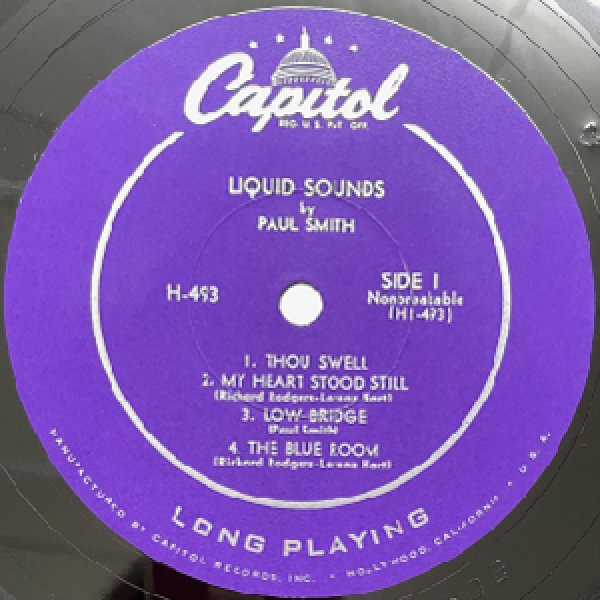 Capitol
REG. U.S. PAT. OFF.
LIQUID SOUNDS
by
PAUL SMITH
H-493
SIDE 1
Nonbreakable
(H1-493)
1. THOU SWELL
2. MY HEART STOOD STILL
(Richard Rodgers-Lorenz Hart)
3. LOW BRIDGE
(Paul Smith)
4. THE BLUE ROOM
(Richard Rodgers-Lorenz Hart)
LONG PLAYING
MANUFACTURED BY CAPITOL RECORDS, INC. • HOLLYWOOD, CALIFORNIA • U.S.A.